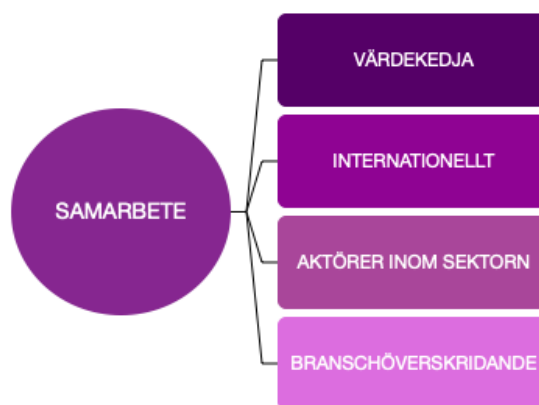 SAMARBETE
VÄRDEKEDJA
INTERNATIONELLT
AKTÖRER INOM SEKTORN
BRANSCHÖVERSKRIDANDE